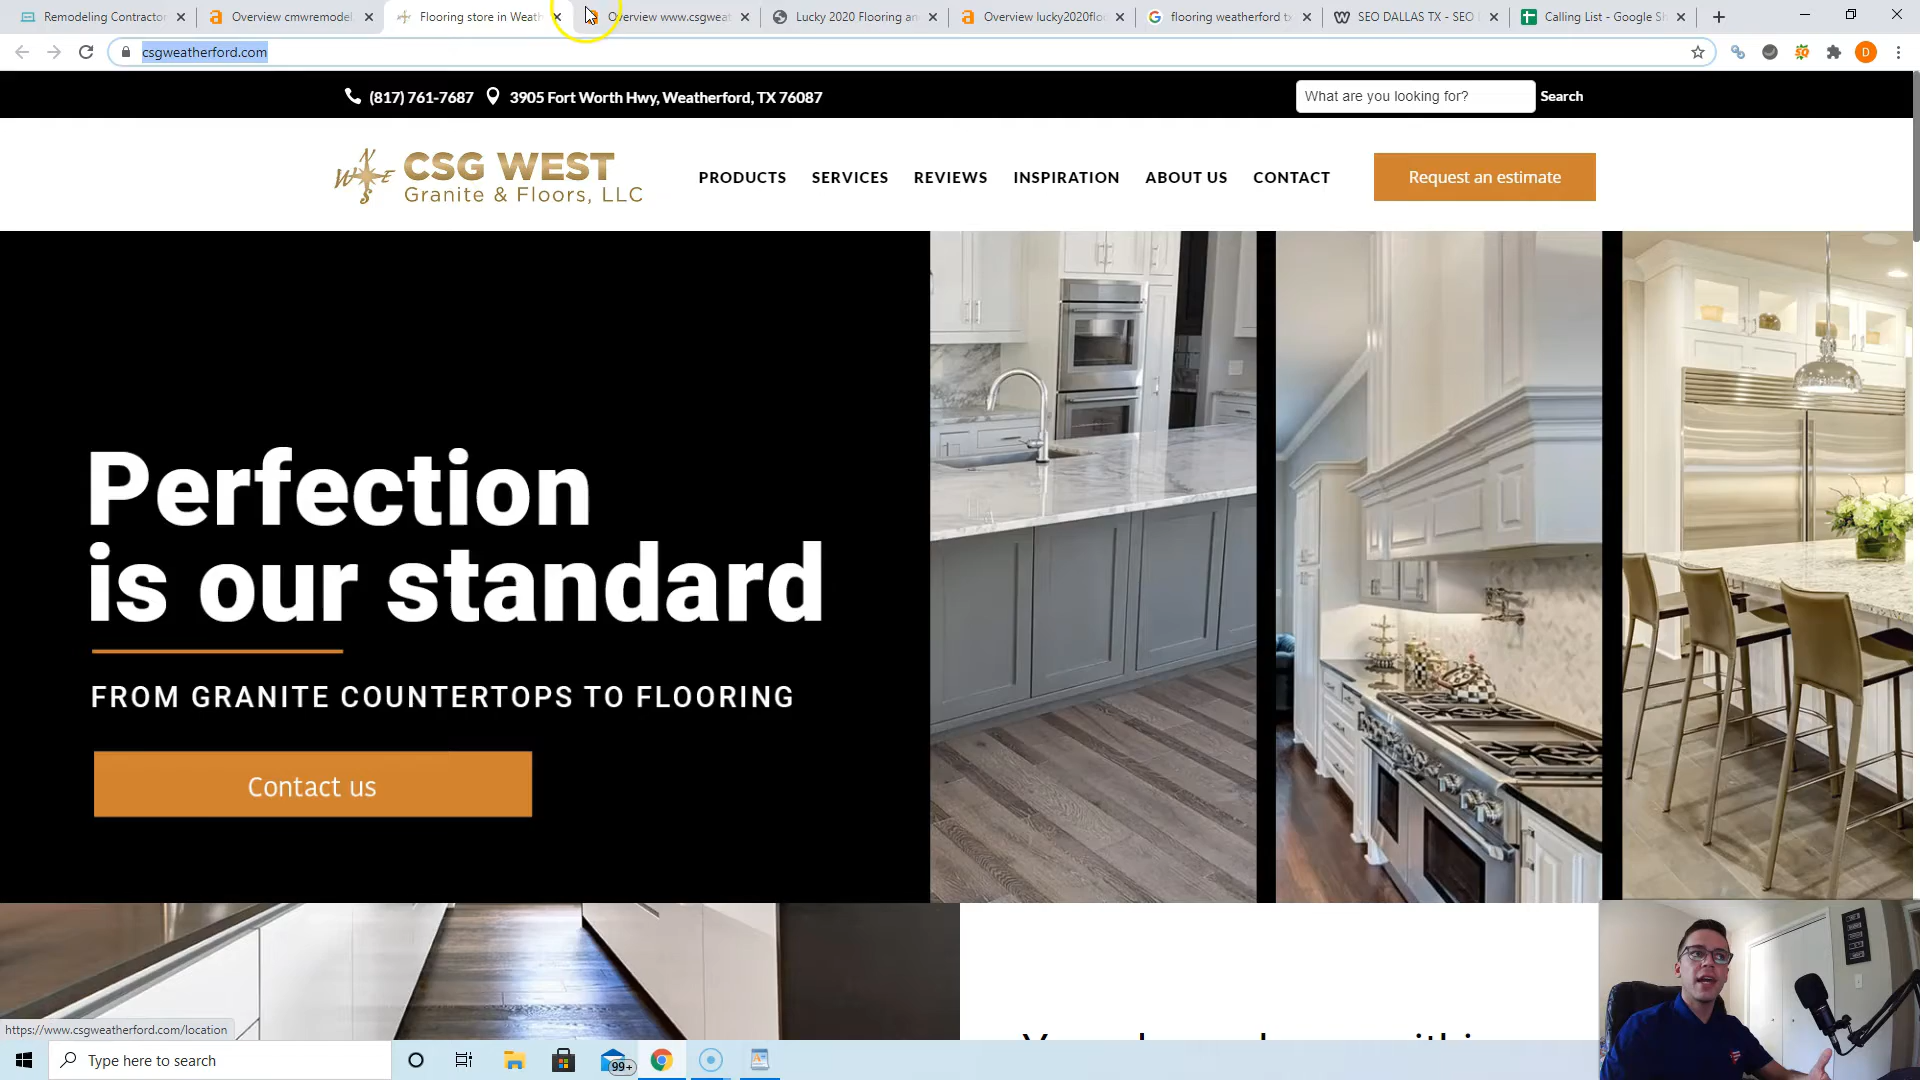 Remodeling Contractor
Overview cmwremodel
Flooring store in Weath
Overview www.csgweat
Lucky 2020 Flooring an
Overview lucky2020flo
flooring weatherford t
SEO DALLAS TX - SEO
Calling List - Google Sh
csgweatherford.com
D
(817) 761-7687
3905 Fort Worth Hwy, Weatherford, TX 76087
What are you looking for?
Search
N
W E
S
CSG WEST
Granite & Floors, LLC
PRODUCTS
SERVICES
REVIEWS
INSPIRATION
ABOUT US
CONTACT
Request an estimate
Perfection
is our standard
FROM GRANITE COUNTERTOPS TO FLOORING
Contact us
https://www.csgweatherford.com/location
Type here to search
99+